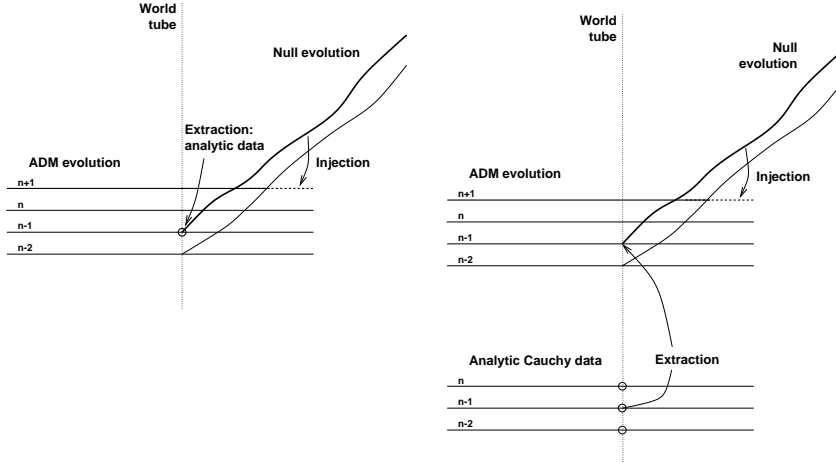 World
tube
Null evolution
Extraction:
analytic data
ADM evolution
Injection
n+1
n
n-1
n-2
World
tube
Null
evolution
ADM evolution
Injection
n+1
n
n-1
n-2
Analytic Cauchy data
Extraction
n
n-1
n-2